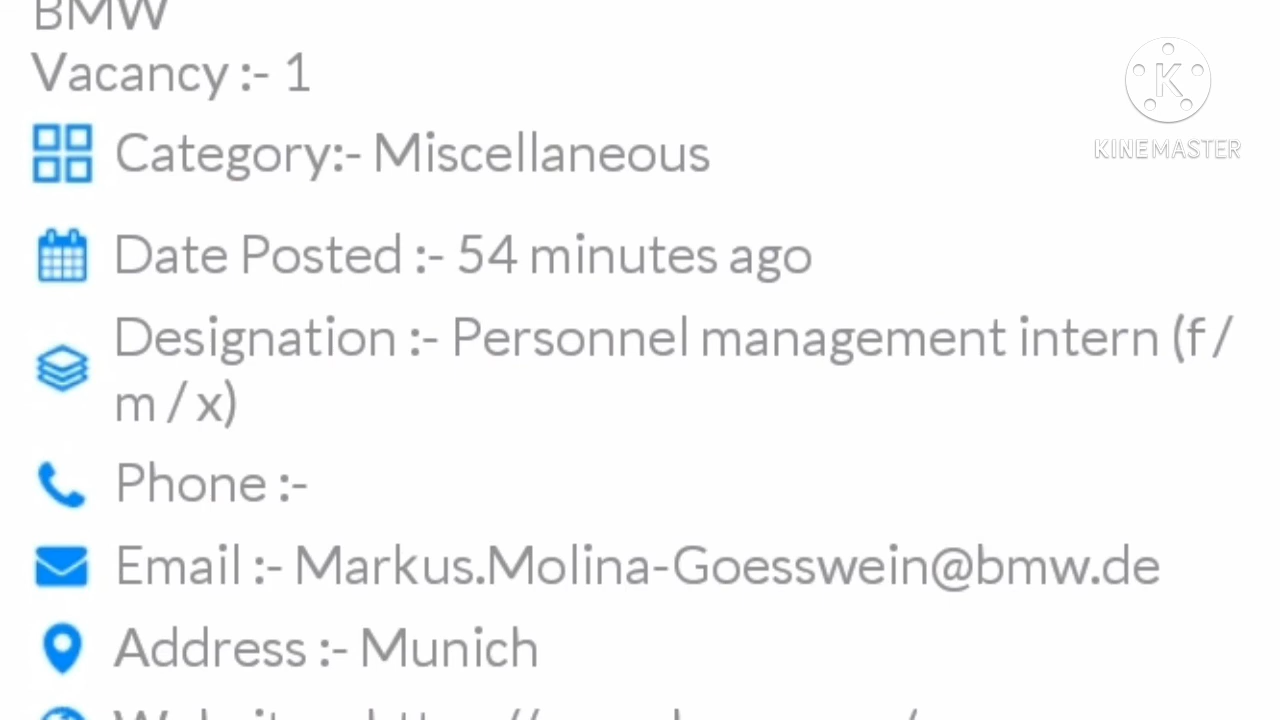 BMW
Vacancy :- 1
K
KINEMASTER
Category:- Miscellaneous
Date Posted :- 54 minutes ago
Designation :- Personnel management intern (f /
m / x)
Phone :-
Email :- Markus.Molina-Goesswein@bmw.de
Address :- Munich